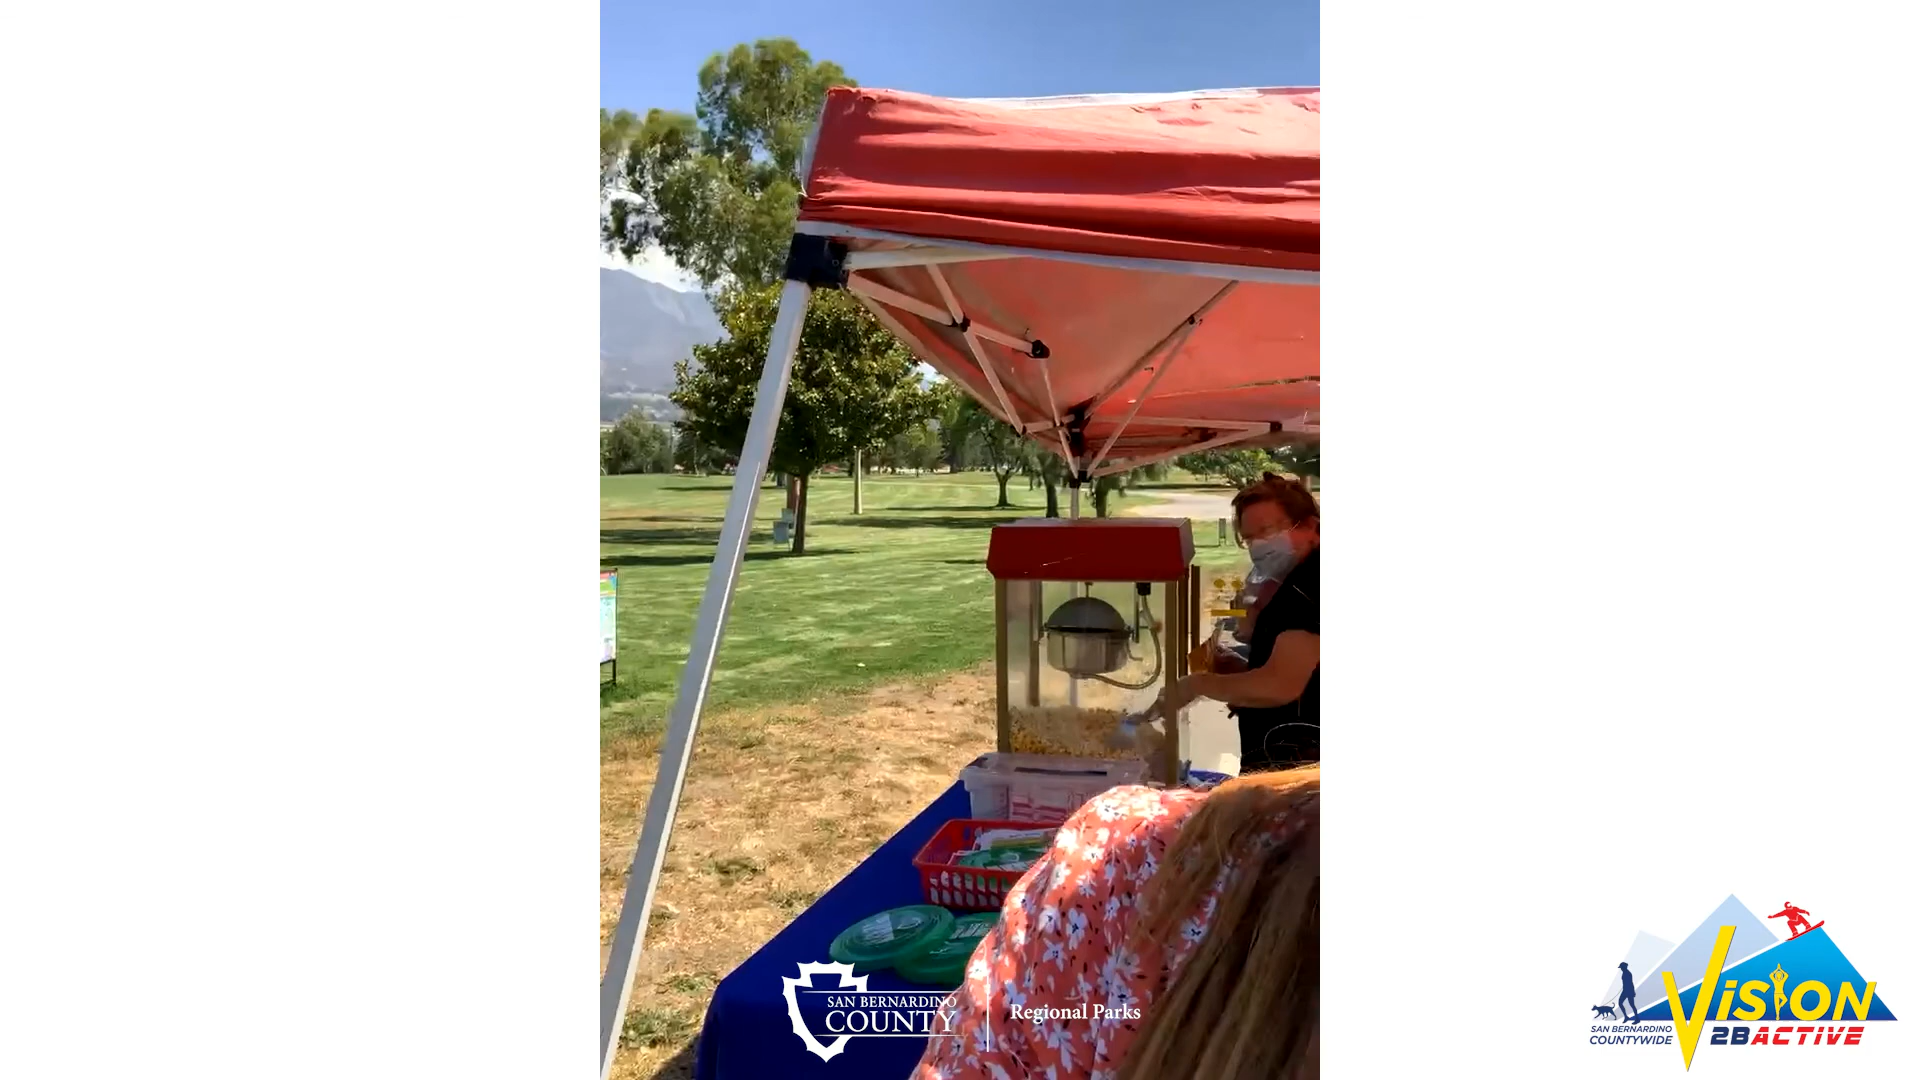 SAN BERNARDINO
COUNTY
Regional Parks
SAN BERNARDINO
COUNTYWIDE
ViSiON
2BACTIVE